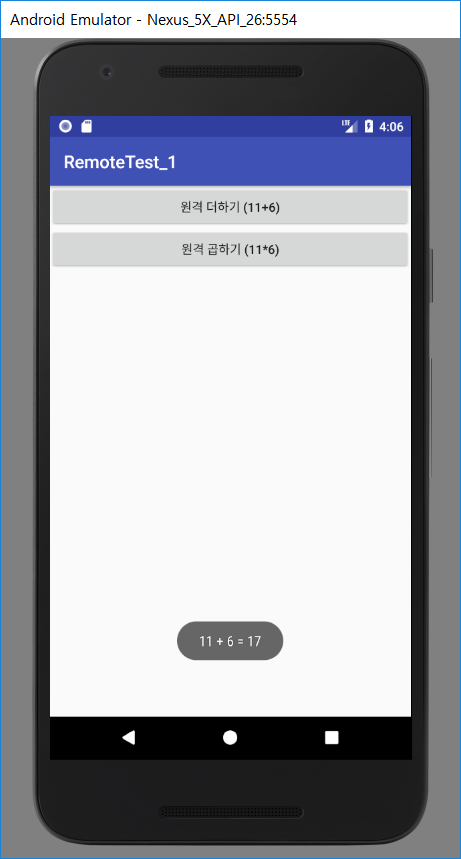 Android Emulator - Nexus_5X_API_26:5554
LTE 4:06
RemoteTest_1
원격 더하기 (11+6)
원격 곱하기 (11*6)
11 + 6 = 17